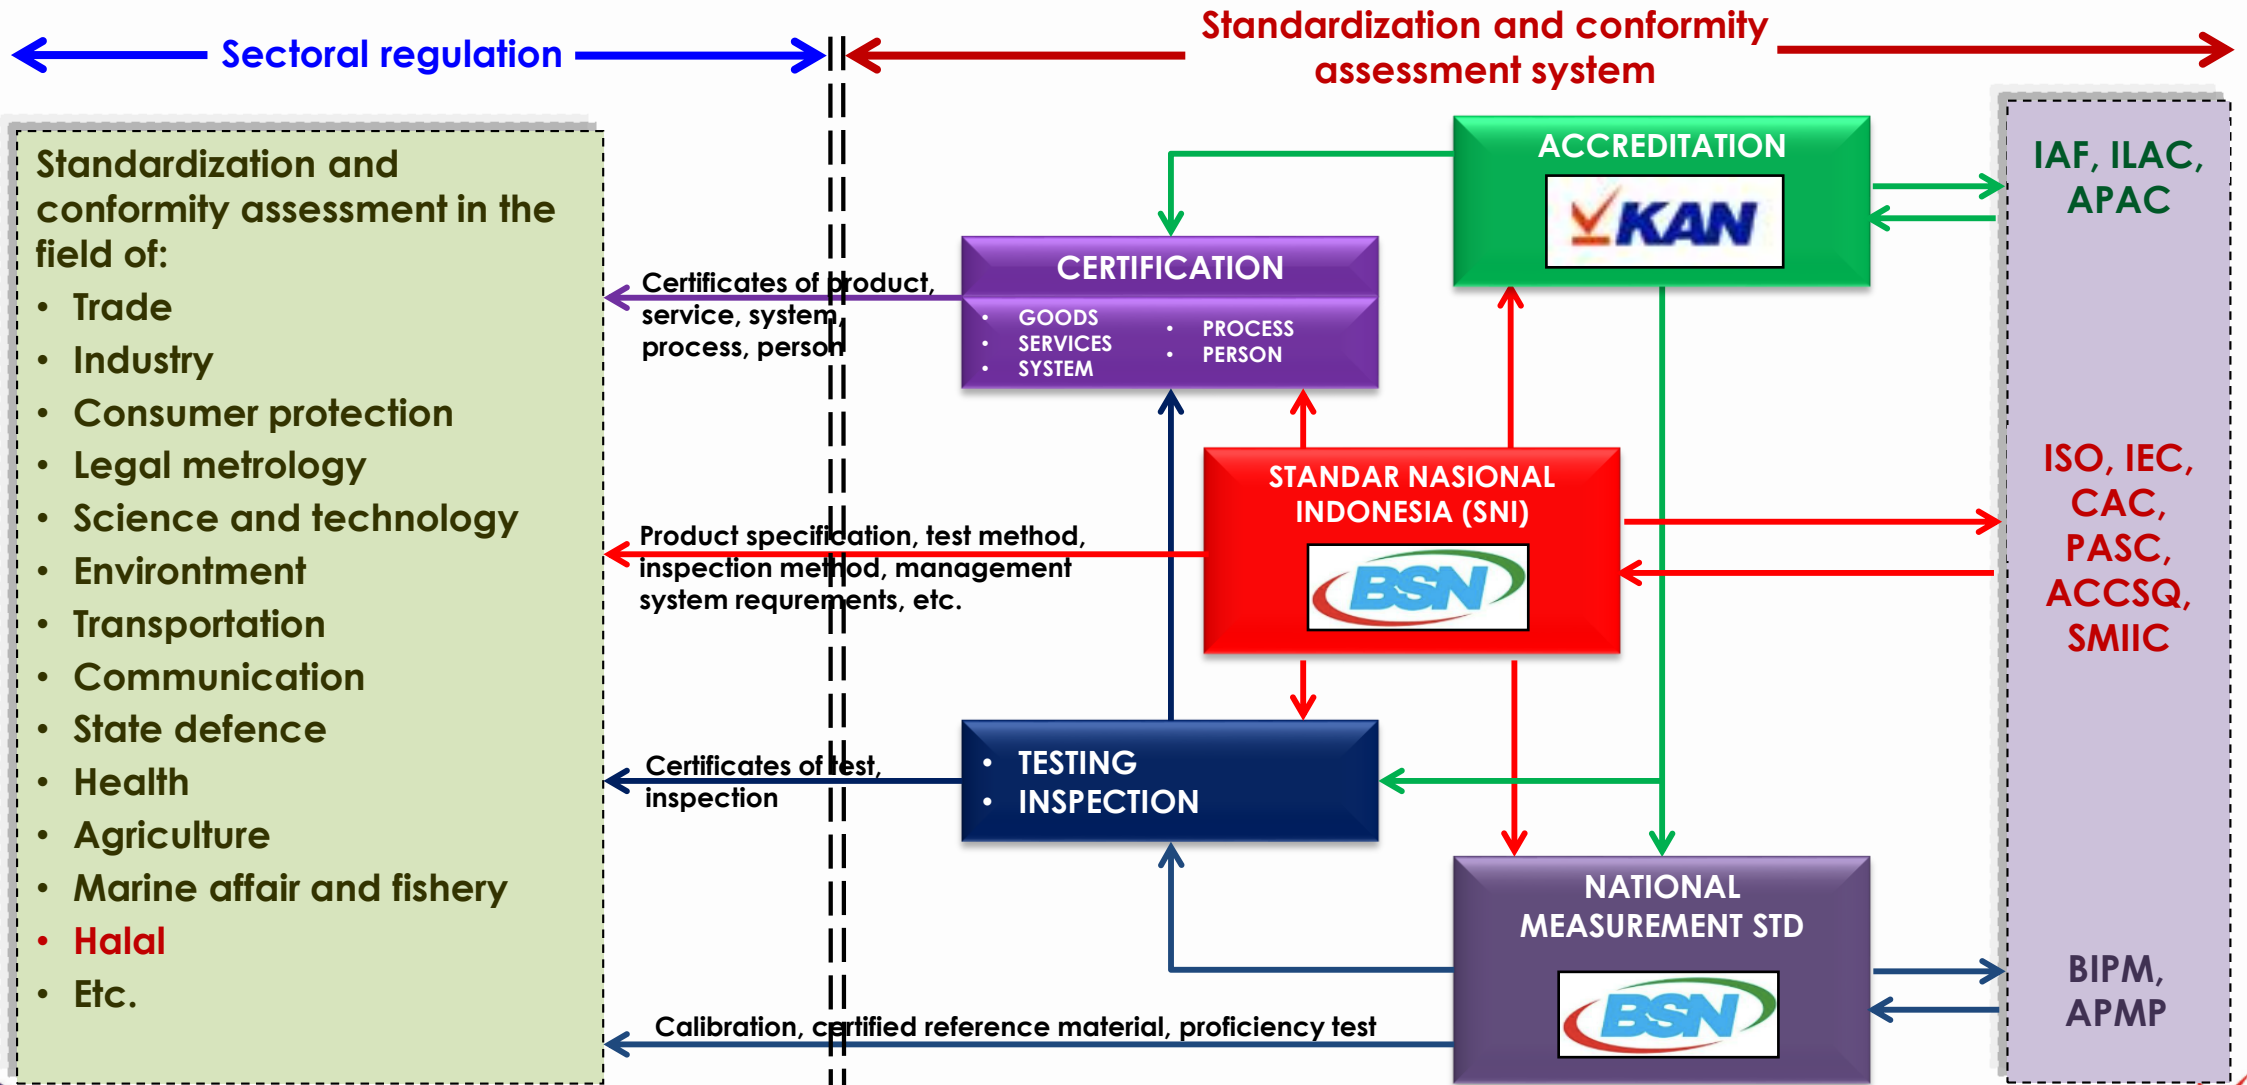 Sectoral regulation
Standardization and conformity
assessment system
Standardization and
conformity assessment in the
field of:
• Trade
• Industry
• Consumer protection
• Legal metrology
• Science and technology
• Environtment
• Transportation
• Communication
• State defence
• Health
• Agriculture
• Marine affair and fishery
• Halal
• Etc.
Certificates of product,
service, system,
process, person
Product specification, test method,
inspection method, management
system requrements, etc.
Certificates of test,
inspection
Calibration, certified reference material, proficiency test
CERTIFICATION
• GOODS
• SERVICES
• SYSTEM
• PROCESS
• PERSON
ACCREDITATION
KAN
STANDAR NASIONAL
INDONESIA (SNI)
BSN
• TESTING
• INSPECTION
NATIONAL
MEASUREMENT STD
BSN
IAF, ILAC,
APAC
ISO, IEC,
CAC,
PASC,
ACCSQ,
SMIIC
BIPM,
APMP